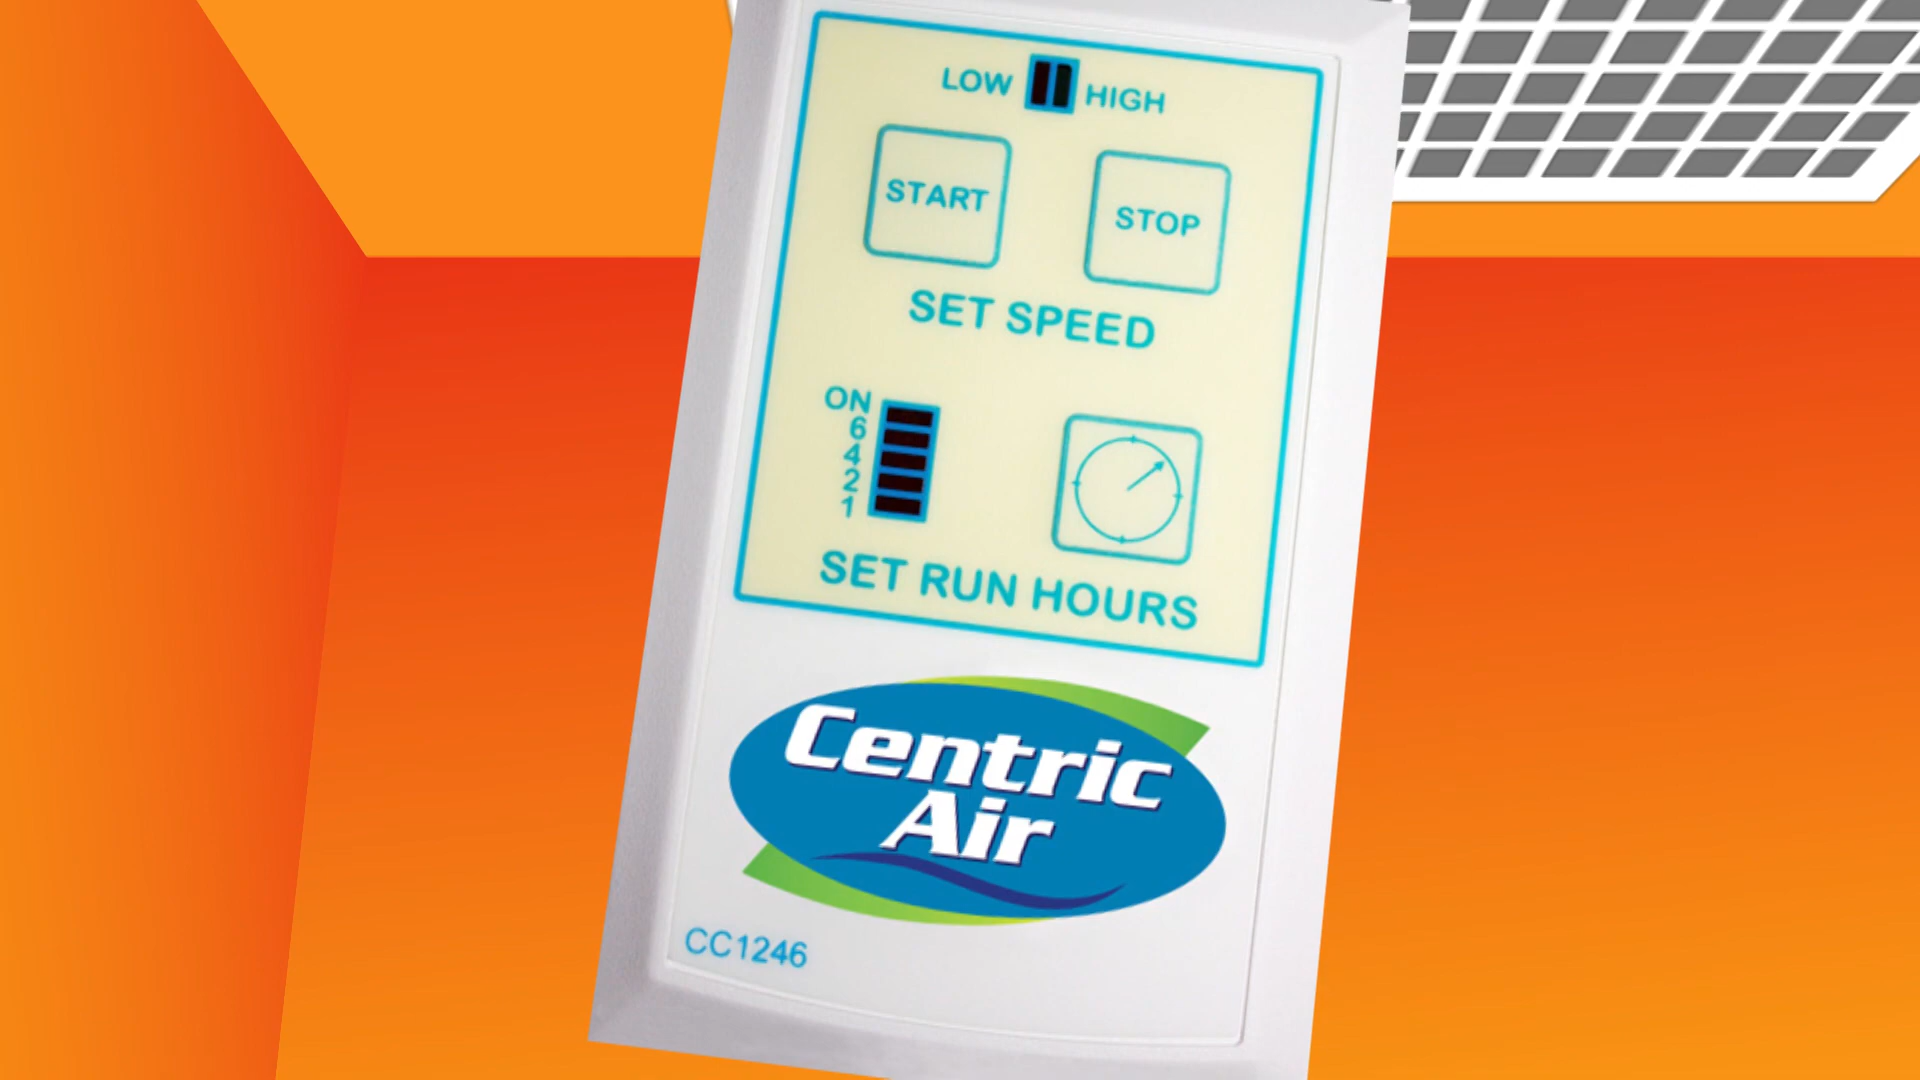 LOW HIGH
START STOP
SET SPEED
ON
6
4
2
1
SET RUN HOURS
Centric
Air
CC1246